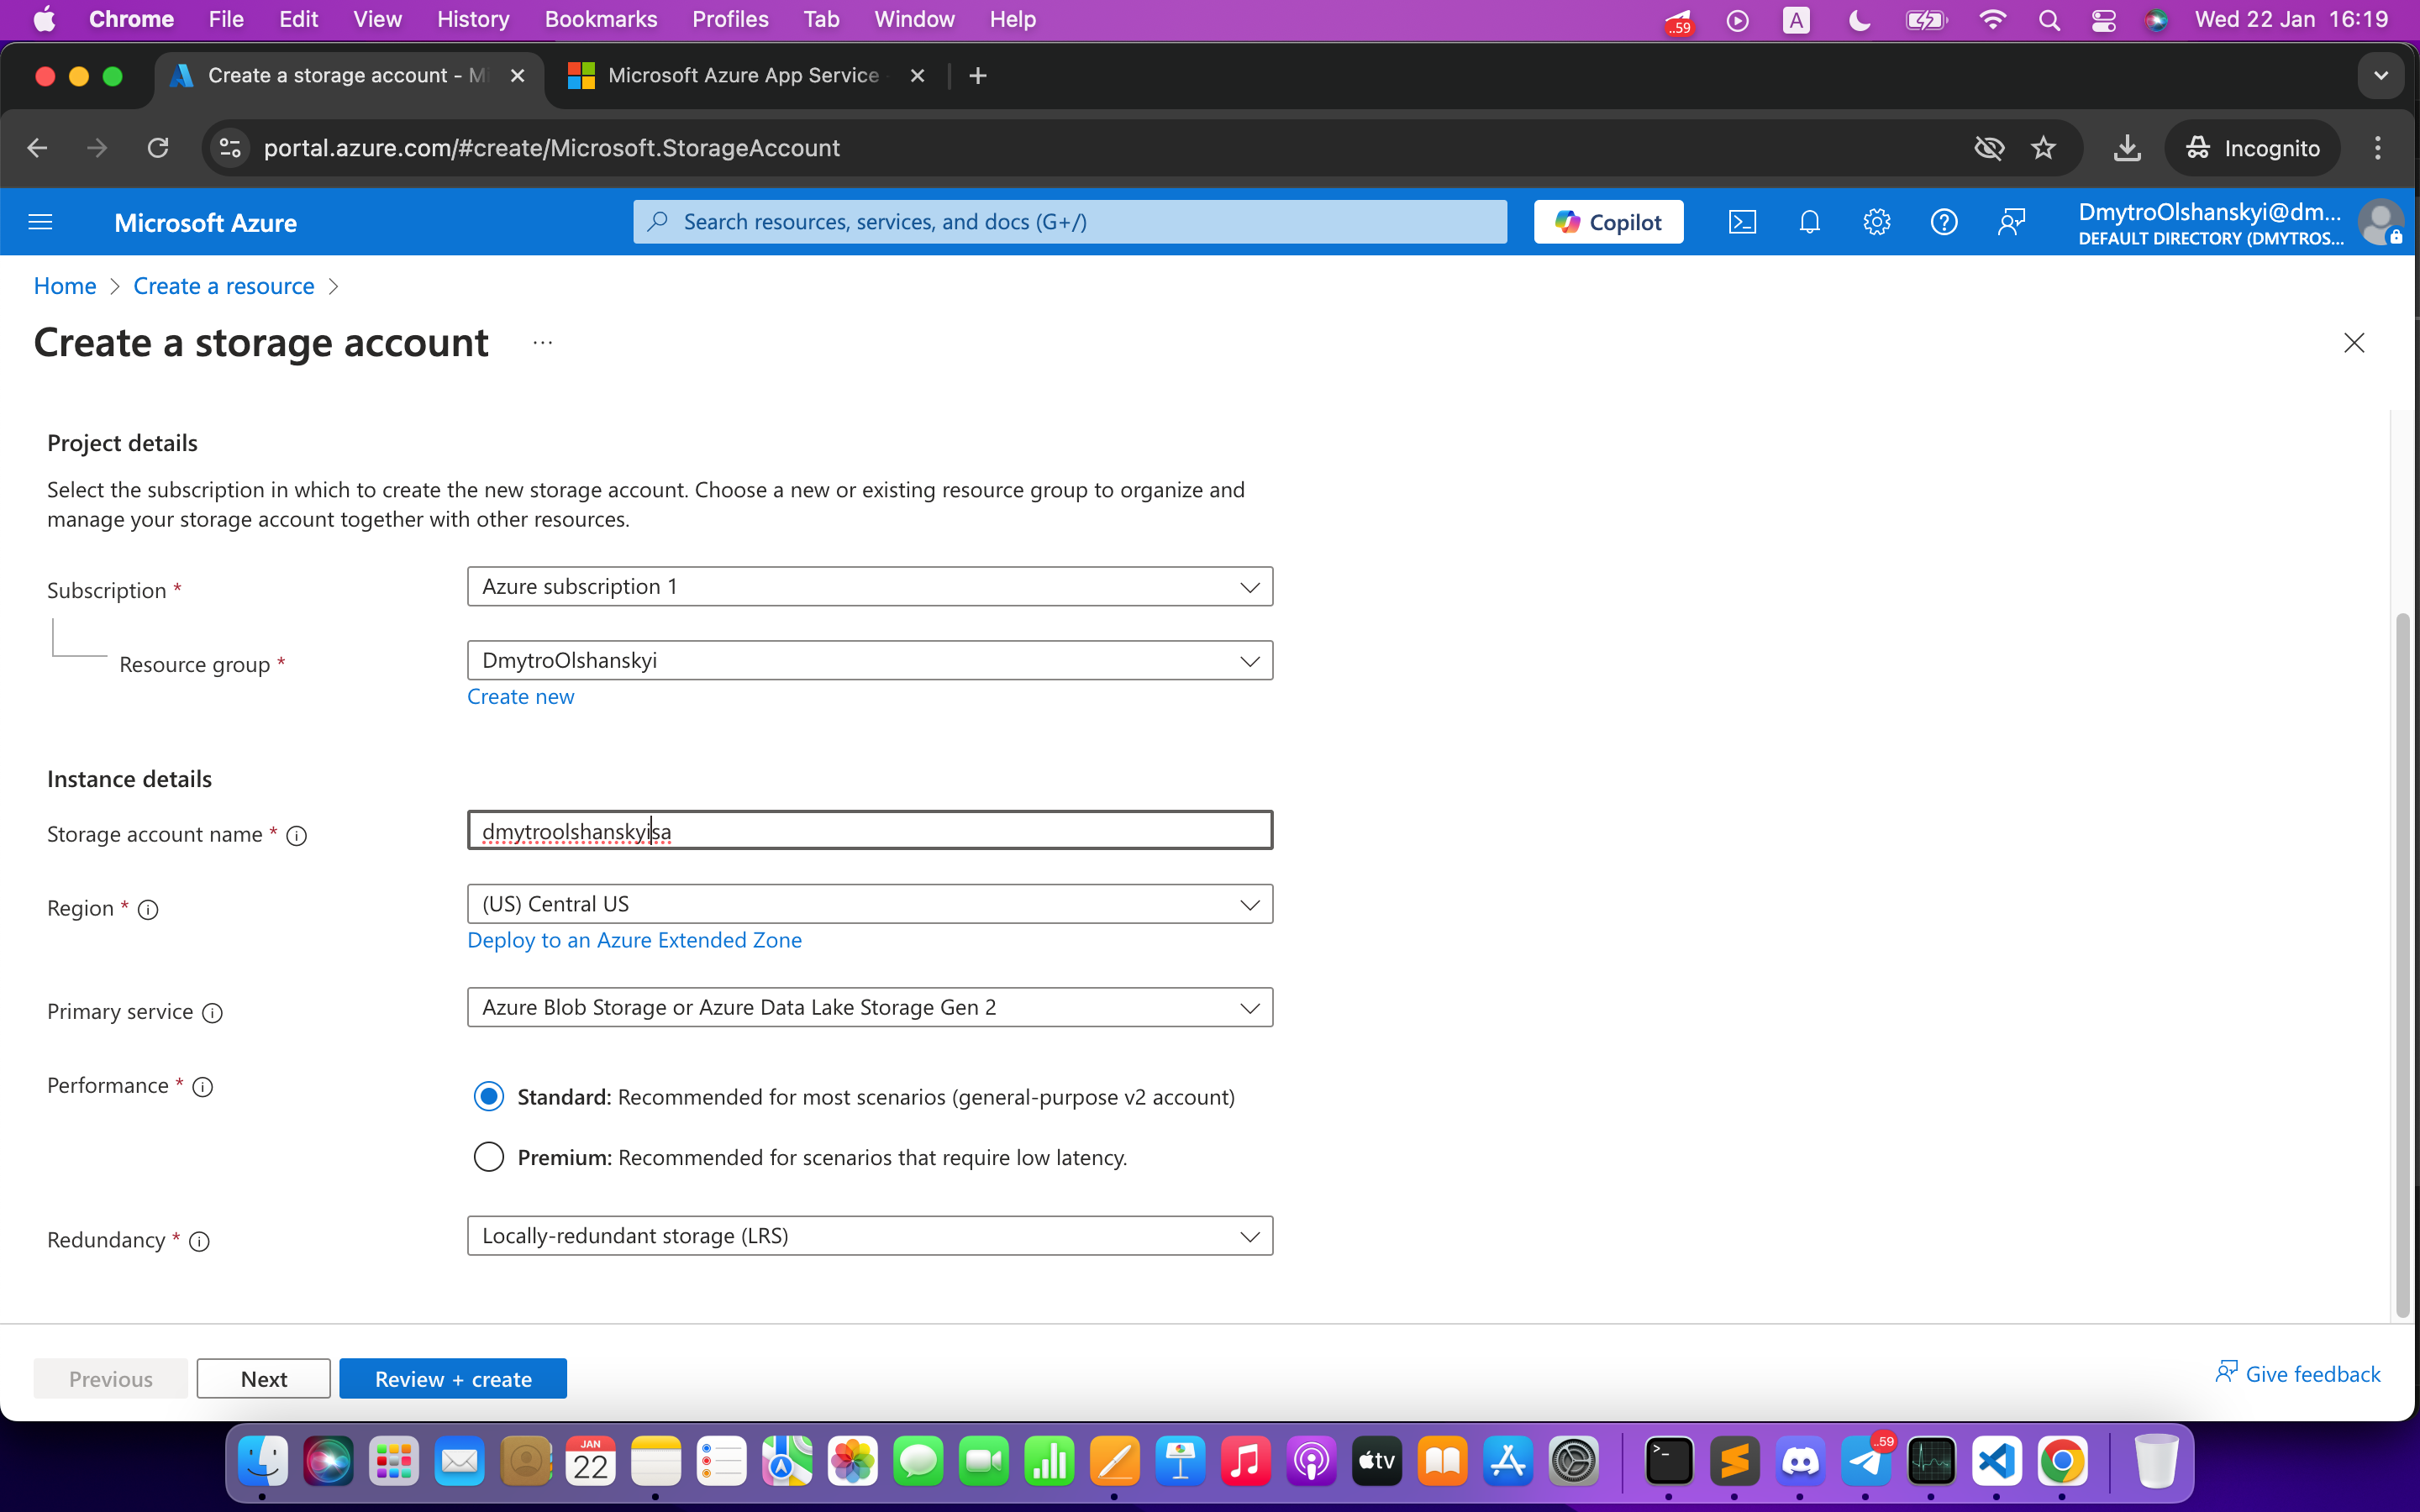 Chrome File Edit View History Bookmarks Profiles Tab Window Help ..59 A Wed 22 Jan 16:19
Create a storage account - Mi Microsoft Azure App Service -
portal.azure.com/#create/Microsoft.StorageAccount Incognito
Microsoft Azure Search resources, services, and docs (G+/) Copilot DmytroOlshanskyi@dm...
DEFAULT DIRECTORY (DMYTROS...
Home > Create a resource >
Create a storage account ...
Project details
Select the subscription in which to create the new storage account. Choose a new or existing resource group to organize and
manage your storage account together with other resources.
Subscription * Azure subscription 1
Resource group * DmytroOlshanskyi
Create new
Instance details
Storage account name * dmytroolshanskyisa
Region * (US) Central US
Deploy to an Azure Extended Zone
Primary service Azure Blob Storage or Azure Data Lake Storage Gen 2
Performance * Standard: Recommended for most scenarios (general-purpose v2 account)
Premium: Recommended for scenarios that require low latency.
Redundancy * Locally-redundant storage (LRS)
Previous Next Review + create Give feedback
JAN
22
tv
..59